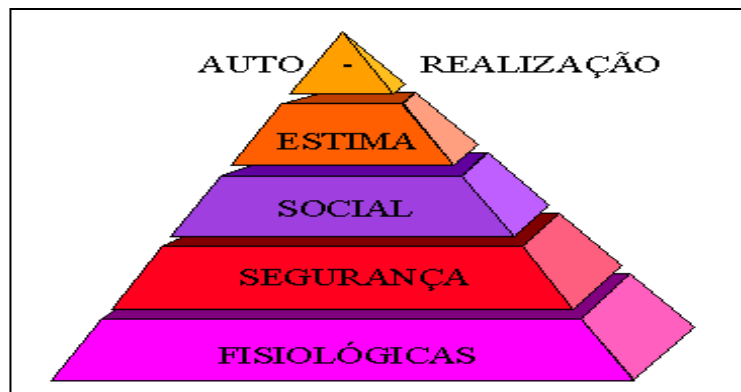 AUTO - REALIZAÇÃO
ESTIMA
SOCIAL
SEGURANÇA
FISIOLÓGICAS